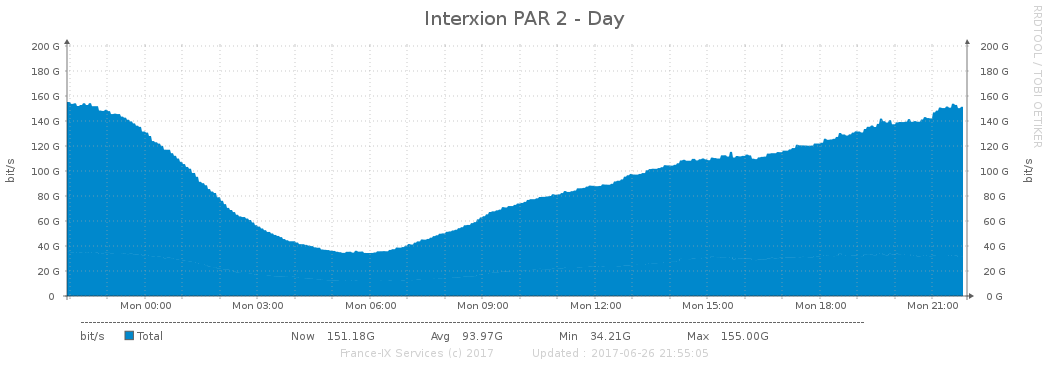 Interxion PAR 2 - Day
RRDTOOL / TOBI OETIKER
200 G 200 G
180 G 180 G
160 G 160 G
140 G 140 G
120 G 120 G
100 G 100 G
80 G 80 G
60 G 60 G
40 G 40 G
20 G 20 G
0 0 G
bit/s bit/s
Mon 00:00 Mon 03:00 Mon 06:00 Mon 09:00 Mon 12:00 Mon 15:00 Mon 18:00 Mon 21:00
bit/s Total Now 151.18G Avg 93.97G Min 34.21G Max 155.00G
France-IX Services (c) 2017 Updated : 2017-06-26 21:55:05